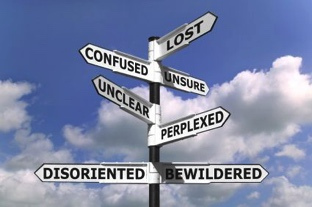 LOST
CONFUSED
UNSURE
UNCLEAR
PERPLEXED
DISORIENTED
BEWILDERED